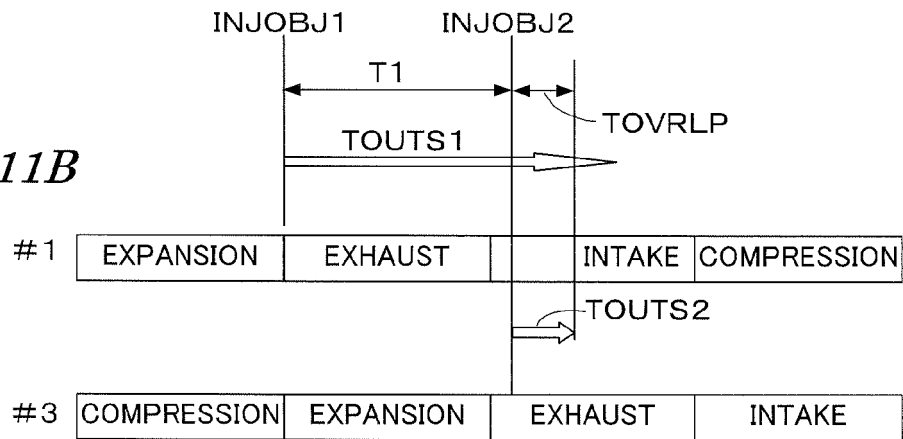 INJOBJ1 INJOBJ2
T1
TOVRLP
TOUTS1
11B
#1 EXPANSION EXHAUST INTAKE COMPRESSION
TOUTS2
#3 COMPRESSION EXPANSION EXHAUST INTAKE